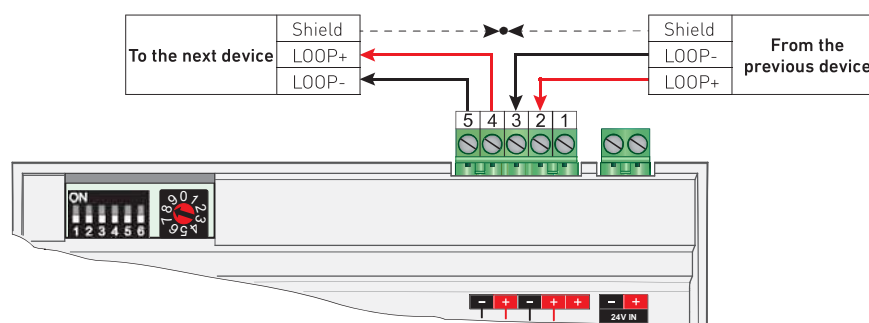 To the next device
Shield
LOOP+
LOOP-
Shield
LOOP-
LOOP+
From the
previous device
5 4 3 2 1
ON
1 2 3 4 5 6
0 1 2 3 4 5 6 7 8 9
- + - + +
- +
24V IN